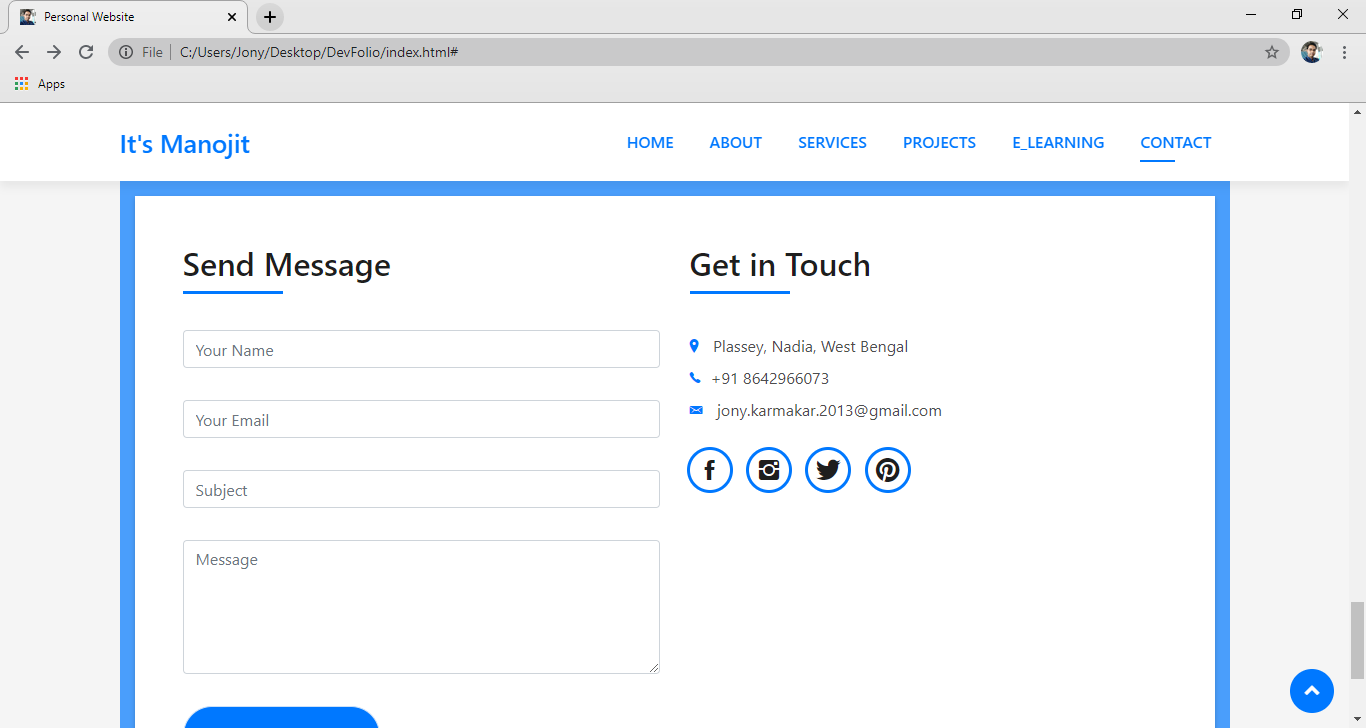 Personal Website
File C:/Users/Jony/Desktop/DevFolio/index.html#
Apps
It's Manojit
HOME ABOUT SERVICES PROJECTS E_LEARNING CONTACT
Send Message
Your Name
Your Email
Subject
Message
Get in Touch
Plassey, Nadia, West Bengal
+91 8642966073
jony.karmakar.2013@gmail.com